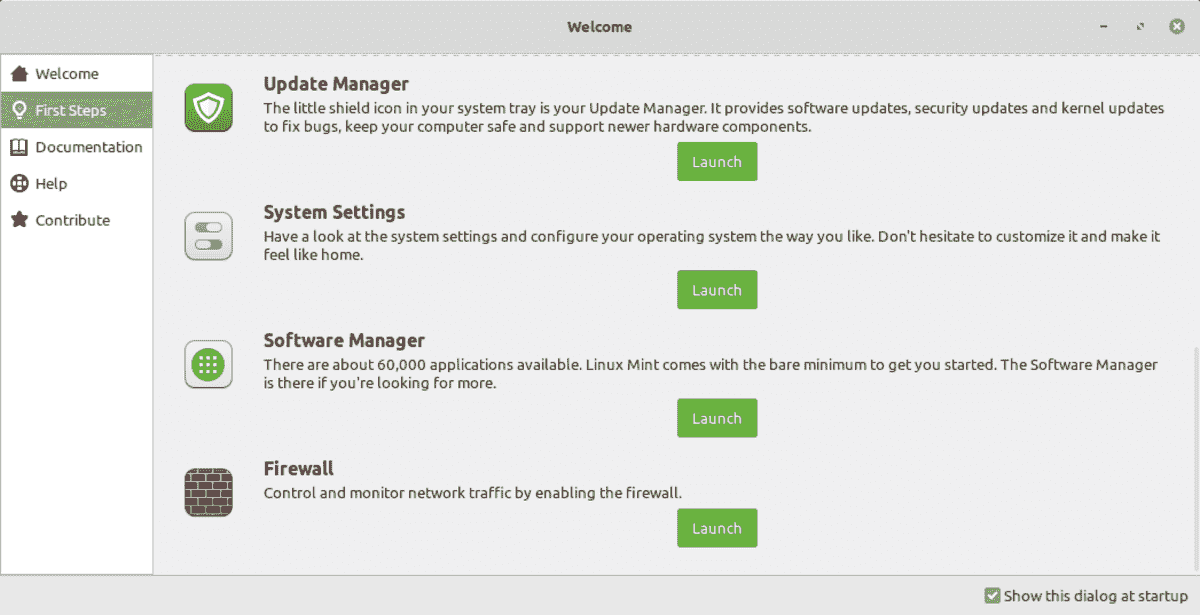 Welcome
Welcome
First Steps
Documentation
Help
Contribute
Update Manager
The little shield icon in your system tray is your Update Manager. It provides software updates, security updates and kernel updates
to fix bugs, keep your computer safe and support newer hardware components.
Launch
System Settings
Have a look at the system settings and configure your operating system the way you like. Don't hesitate to customize it and make it
feel like home.
Launch
Software Manager
There are about 60,000 applications available. Linux Mint comes with the bare minimum to get you started. The Software Manager
is there if you're looking for more.
Launch
Firewall
Control and monitor network traffic by enabling the firewall.
Launch
Show this dialog at startup